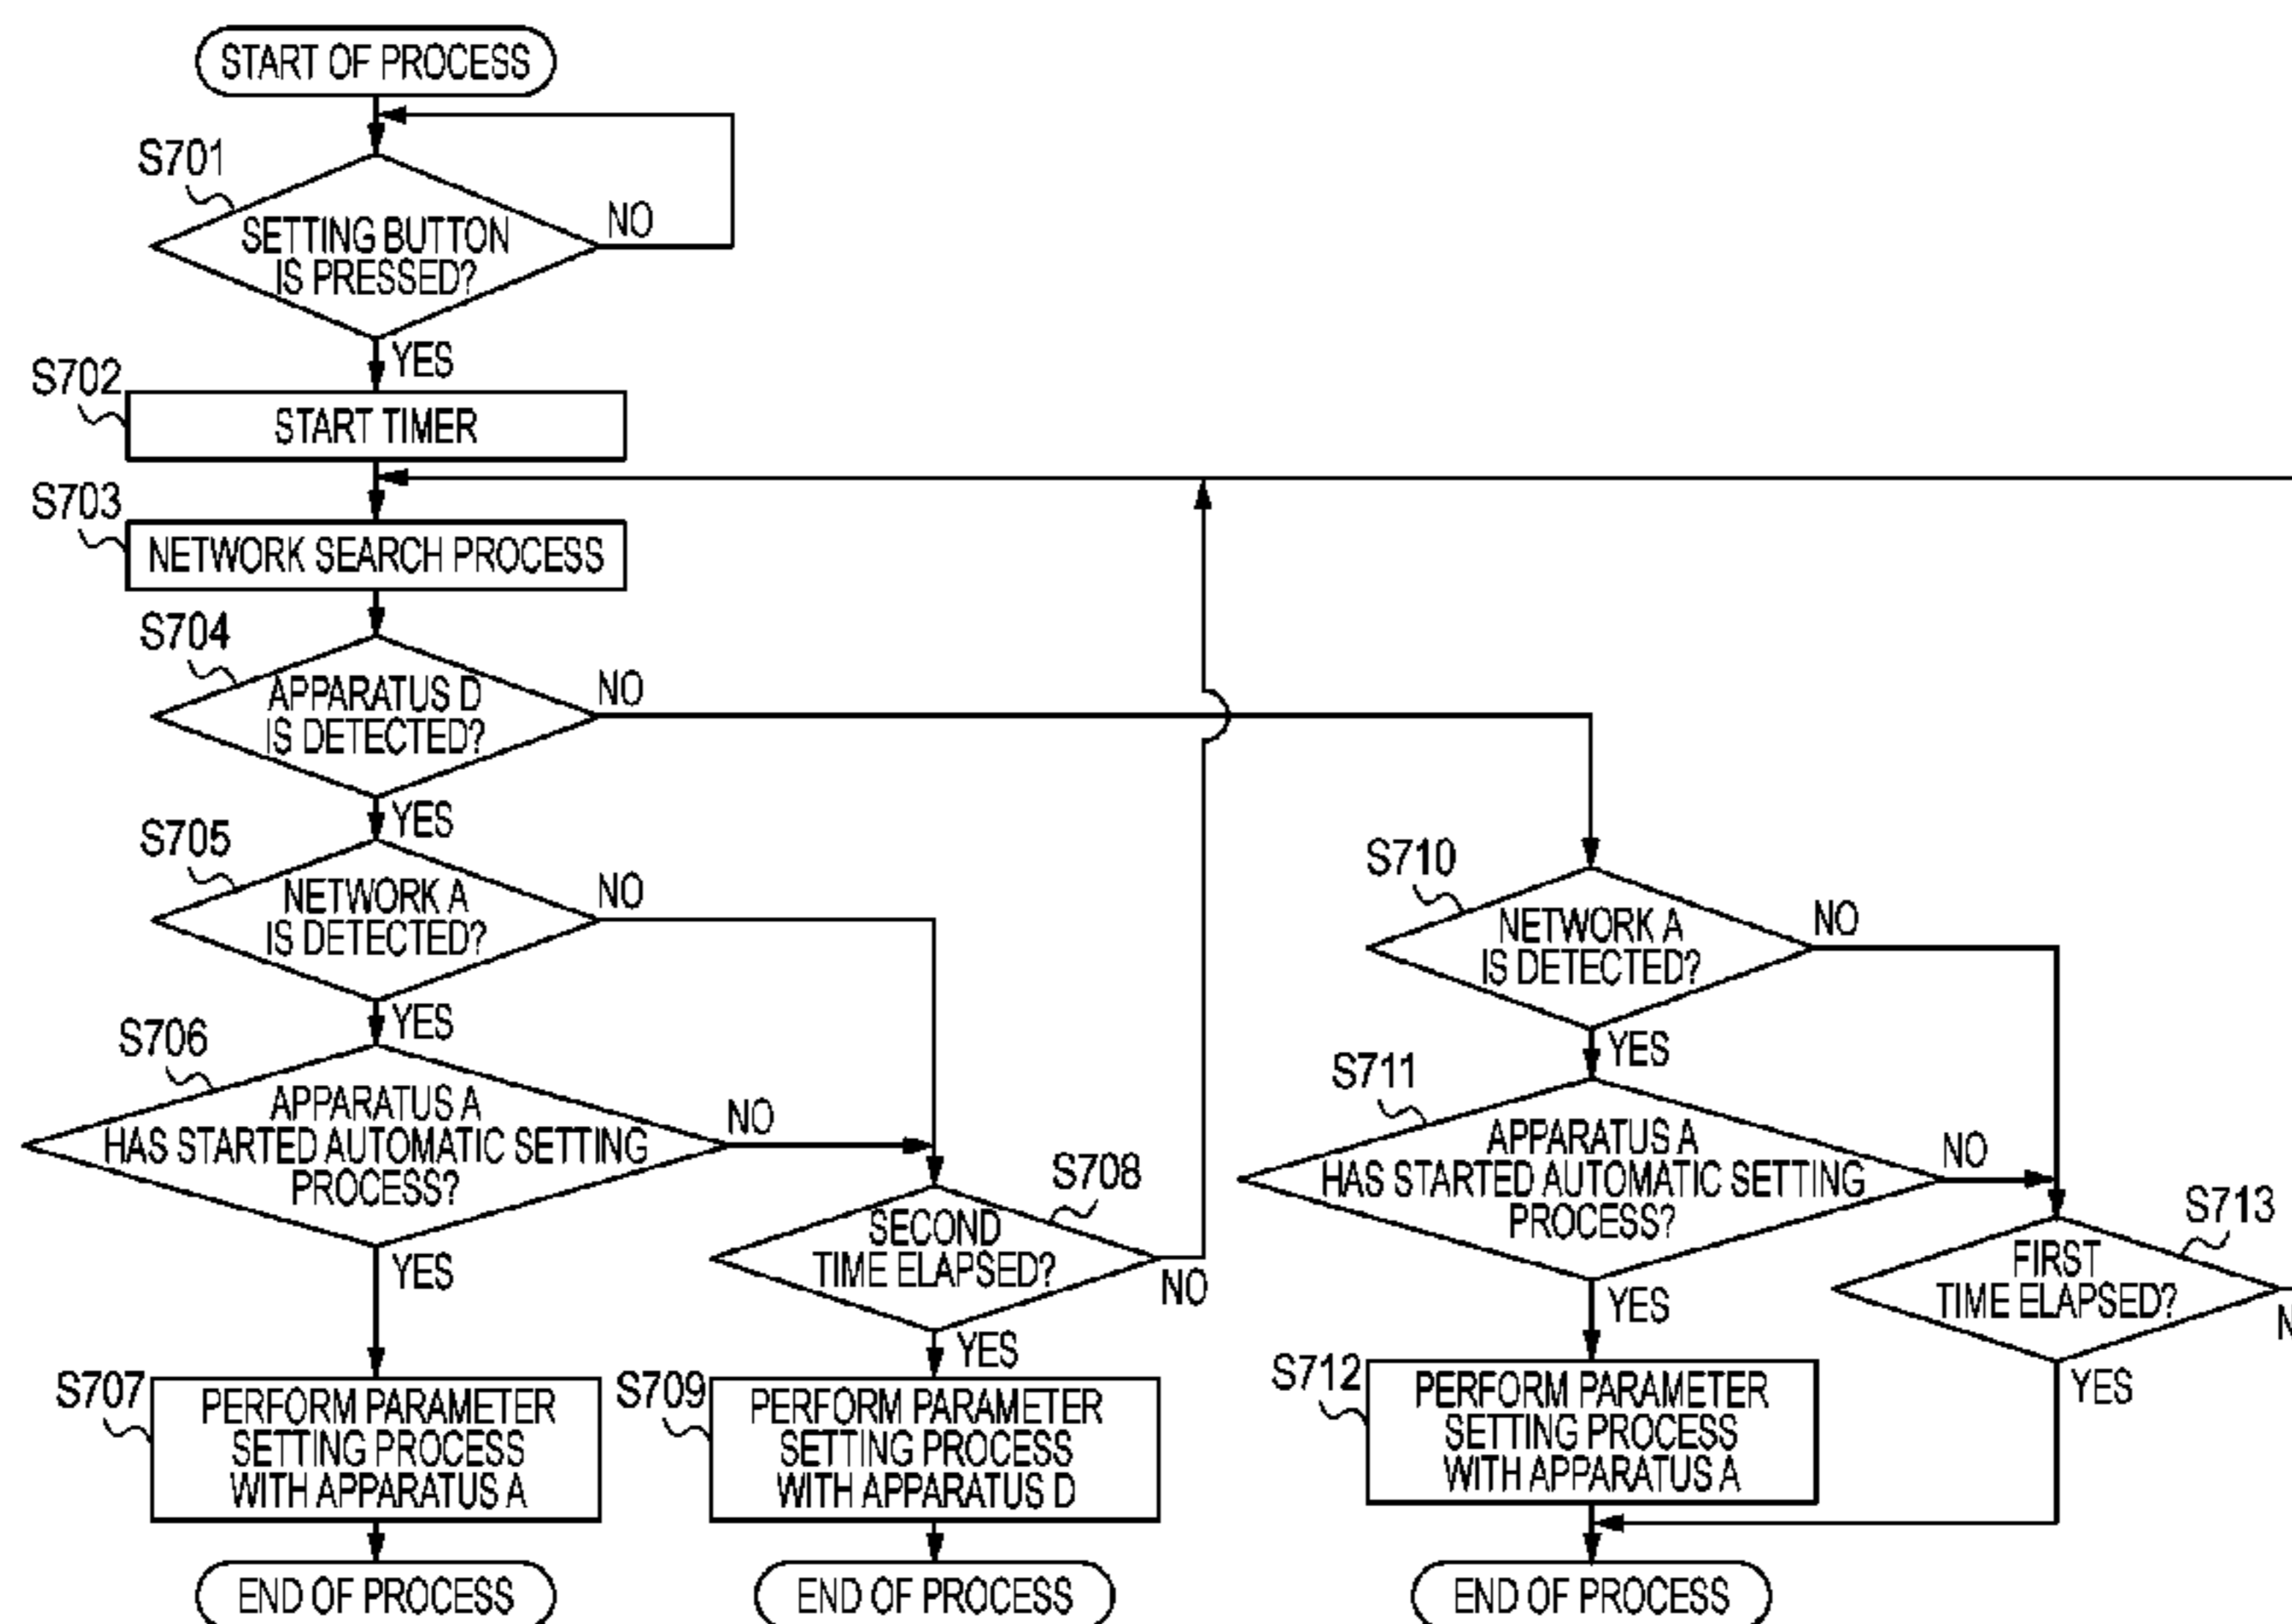 START OF PROCESS
S701
SETTING BUTTON
IS PRESSED?
NO
YES
S702
START TIMER
S703
NETWORK SEARCH PROCESS
S704
APPARATUS D
IS DETECTED?
NO
YES
S705
NETWORK A
IS DETECTED?
NO
YES
S706
APPARATUS A
HAS STARTED AUTOMATIC SETTING
PROCESS?
NO
YES
S707
PERFORM PARAMETER
SETTING PROCESS
WITH APPARATUS A
END OF PROCESS
S708
SECOND
TIME ELAPSED?
NO
YES
S709
PERFORM PARAMETER
SETTING PROCESS
WITH APPARATUS D
END OF PROCESS
S710
NETWORK A
IS DETECTED?
NO
YES
S711
APPARATUS A
HAS STARTED AUTOMATIC SETTING
PROCESS?
NO
YES
S712
PERFORM PARAMETER
SETTING PROCESS
WITH APPARATUS A
END OF PROCESS
S713
FIRST
TIME ELAPSED?
YES